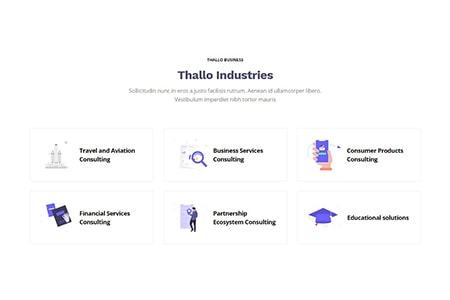 THALLO BUSINESS
Thallo Industries
Sollicitudin nunc in eros a justo facilisis rutrum. Aenean id ullamcorper libero.
Vestibulum imperdiet nibh tortor mauris
Travel and Aviation
Consulting
Business Services
Consulting
Consumer Products
Consulting
Financial Services
Consulting
Partnership
Ecosystem Consulting
Educational solutions